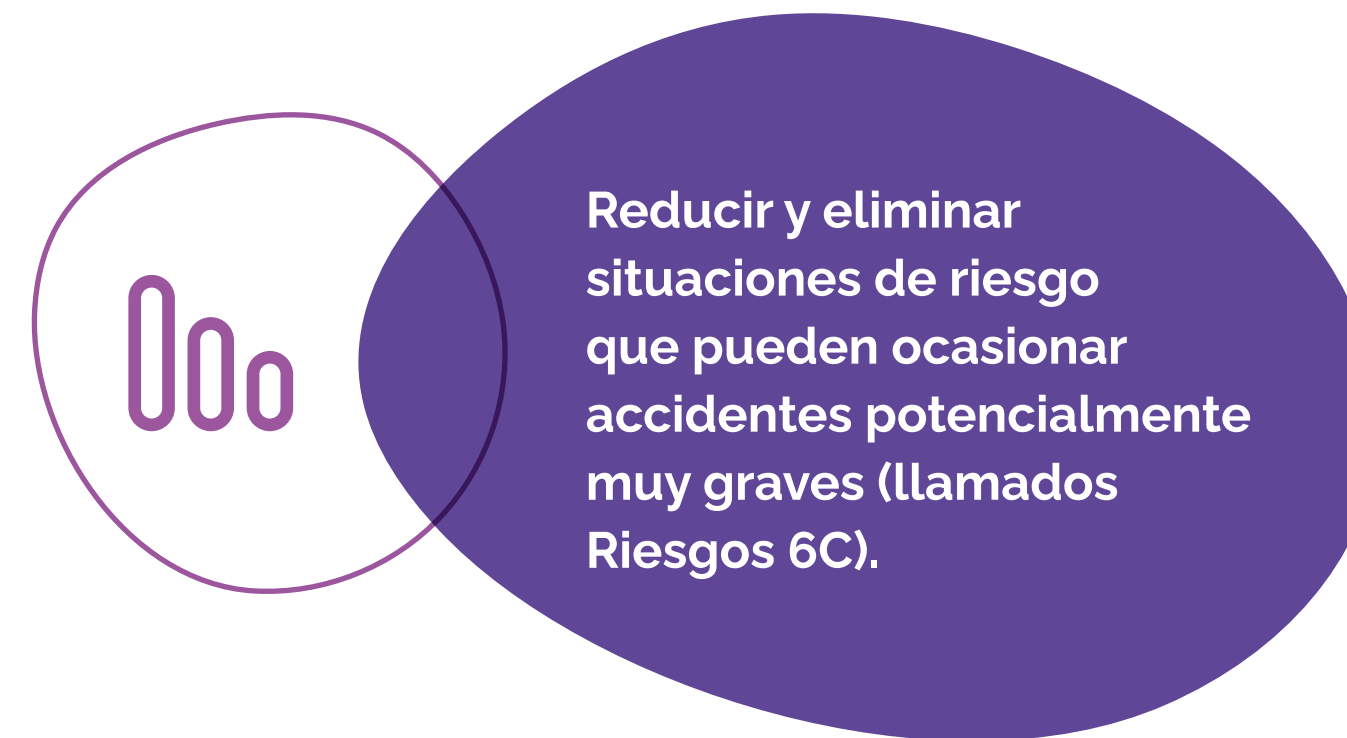 Reducir y eliminar
situaciones de riesgo
que pueden ocasionar
accidentes potencialmente
muy graves (llamados
Riesgos 6C).